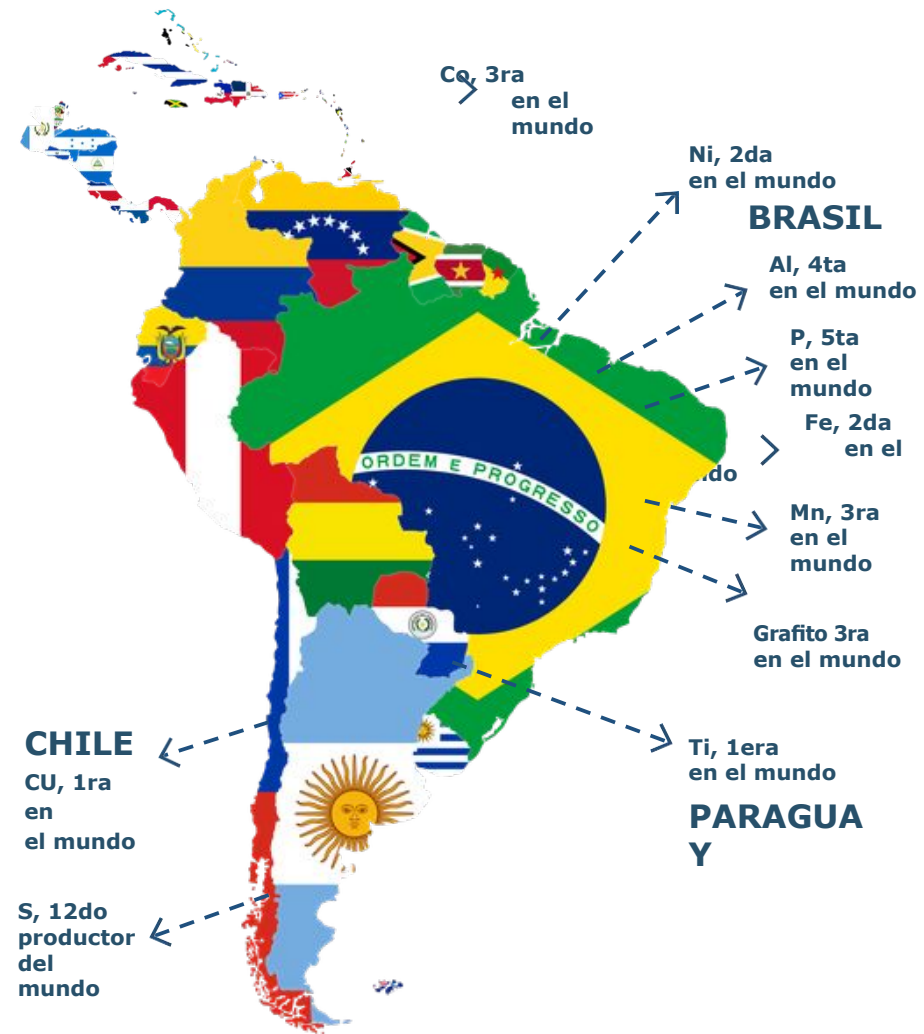 Co, 3ra
en el
mundo
Ni, 2da
en el mundo
BRASIL
Al, 4ta
en el mundo
P, 5ta
en el
mundo
Fe, 2da
en el
ndo
Mn, 3ra
en el
mundo
Grafito 3ra
en el mundo
Ti, 1era
en el mundo
PARAGUA
Y
CHILE
CU, 1ra
en
el mundo
S, 12do
productor
del
mundo
ORDEM E PROGRESSO